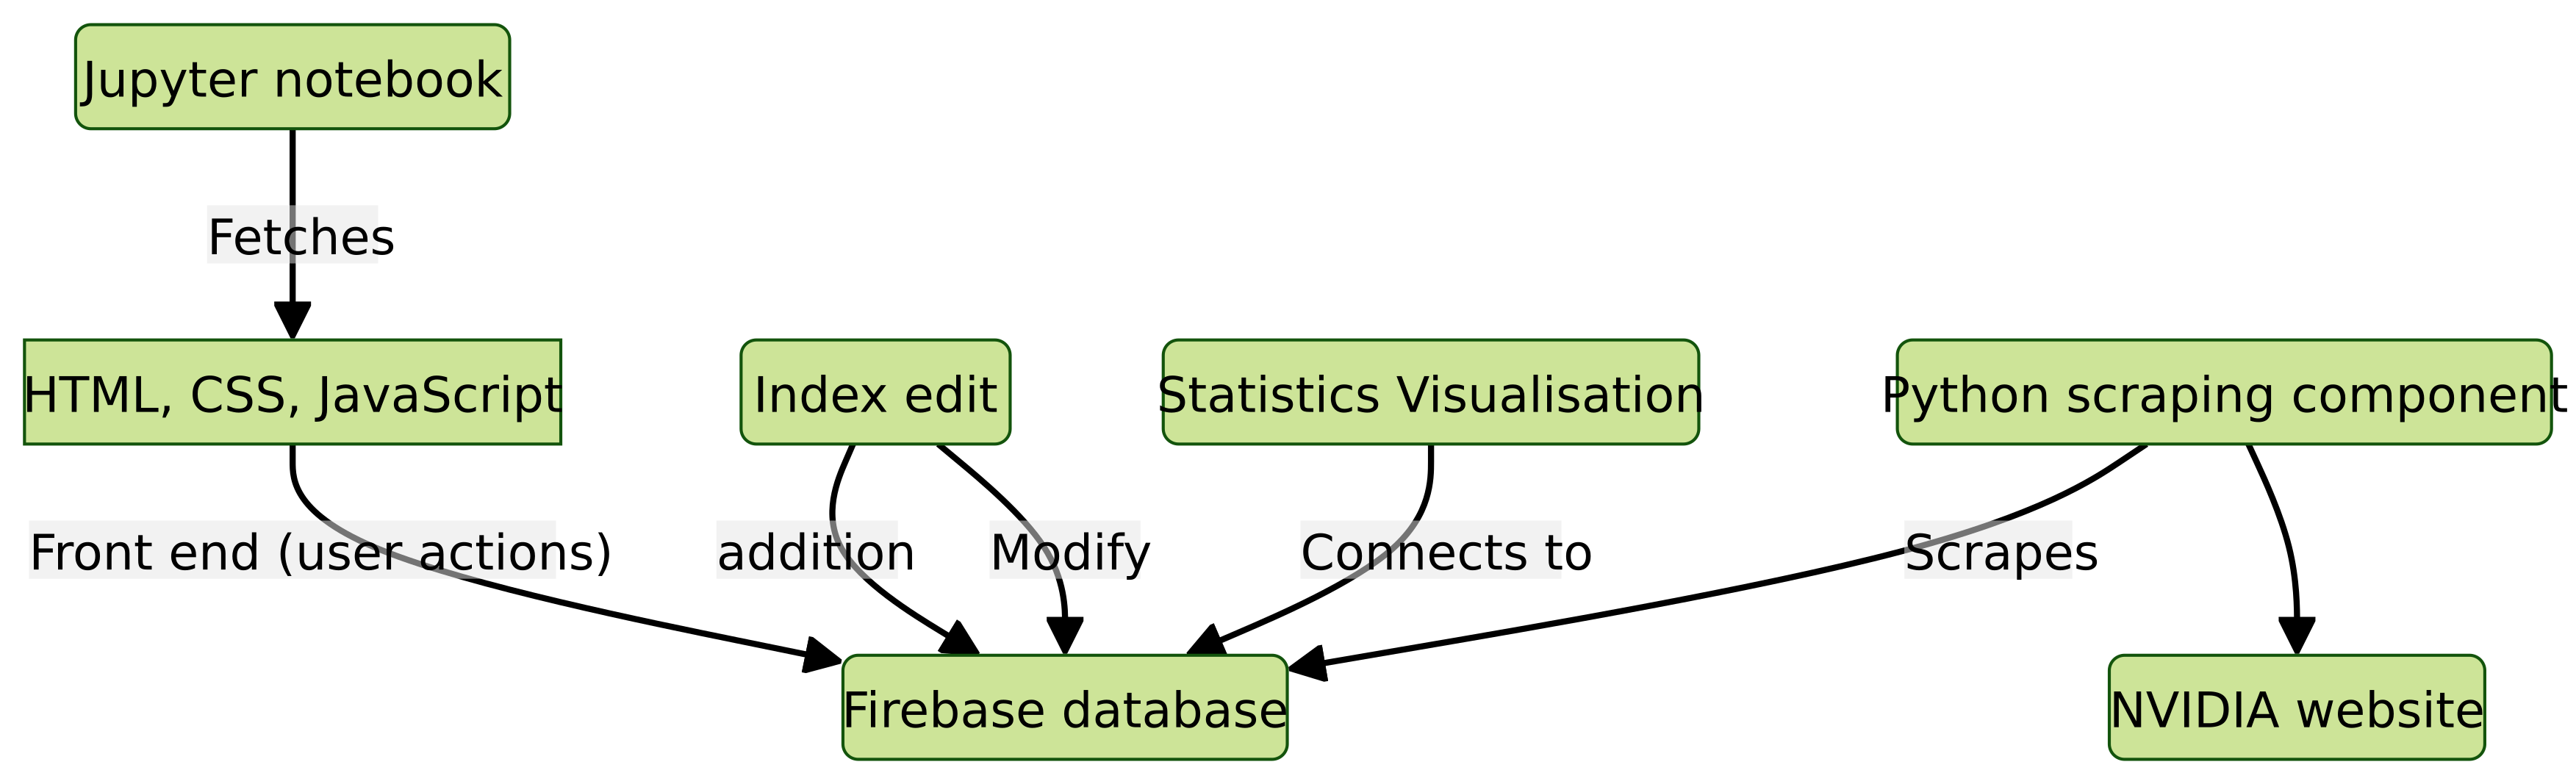 Jupyter notebook
Fetches
HTML, CSS, JavaScript
Index edit
Statistics Visualisation
Python scraping component
Front end (user actions)
addition
Modify
Connects to
Scrapes
Firebase database
NVIDIA website